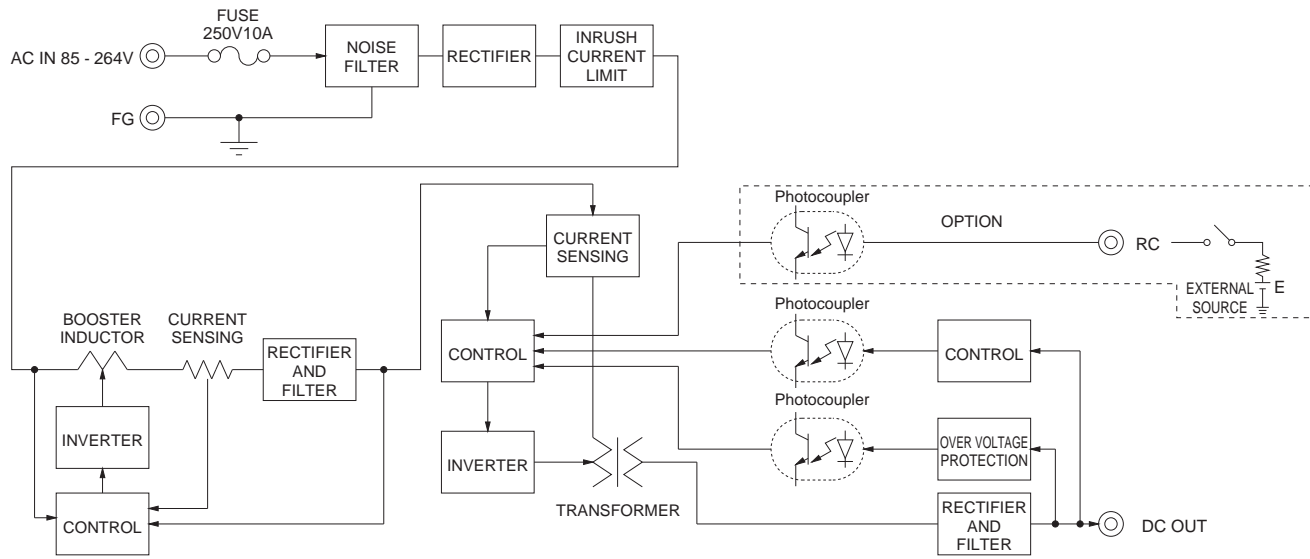 FUSE
250V10A
AC IN 85 - 264V
NOISE
FILTER
RECTIFIER
INRUSH
CURRENT
LIMIT
FG
Photocoupler
OPTION
RC
CURRENT
SENSING
E
EXTERNAL
SOURCE
BOOSTER
INDUCTOR
CURRENT
SENSING
RECTIFIER
AND
FILTER
CONTROL
Photocoupler
CONTROL
Photocoupler
INVERTER
INVERTER
OVER VOLTAGE
PROTECTION
TRANSFORMER
CONTROL
RECTIFIER
AND
FILTER
DC OUT